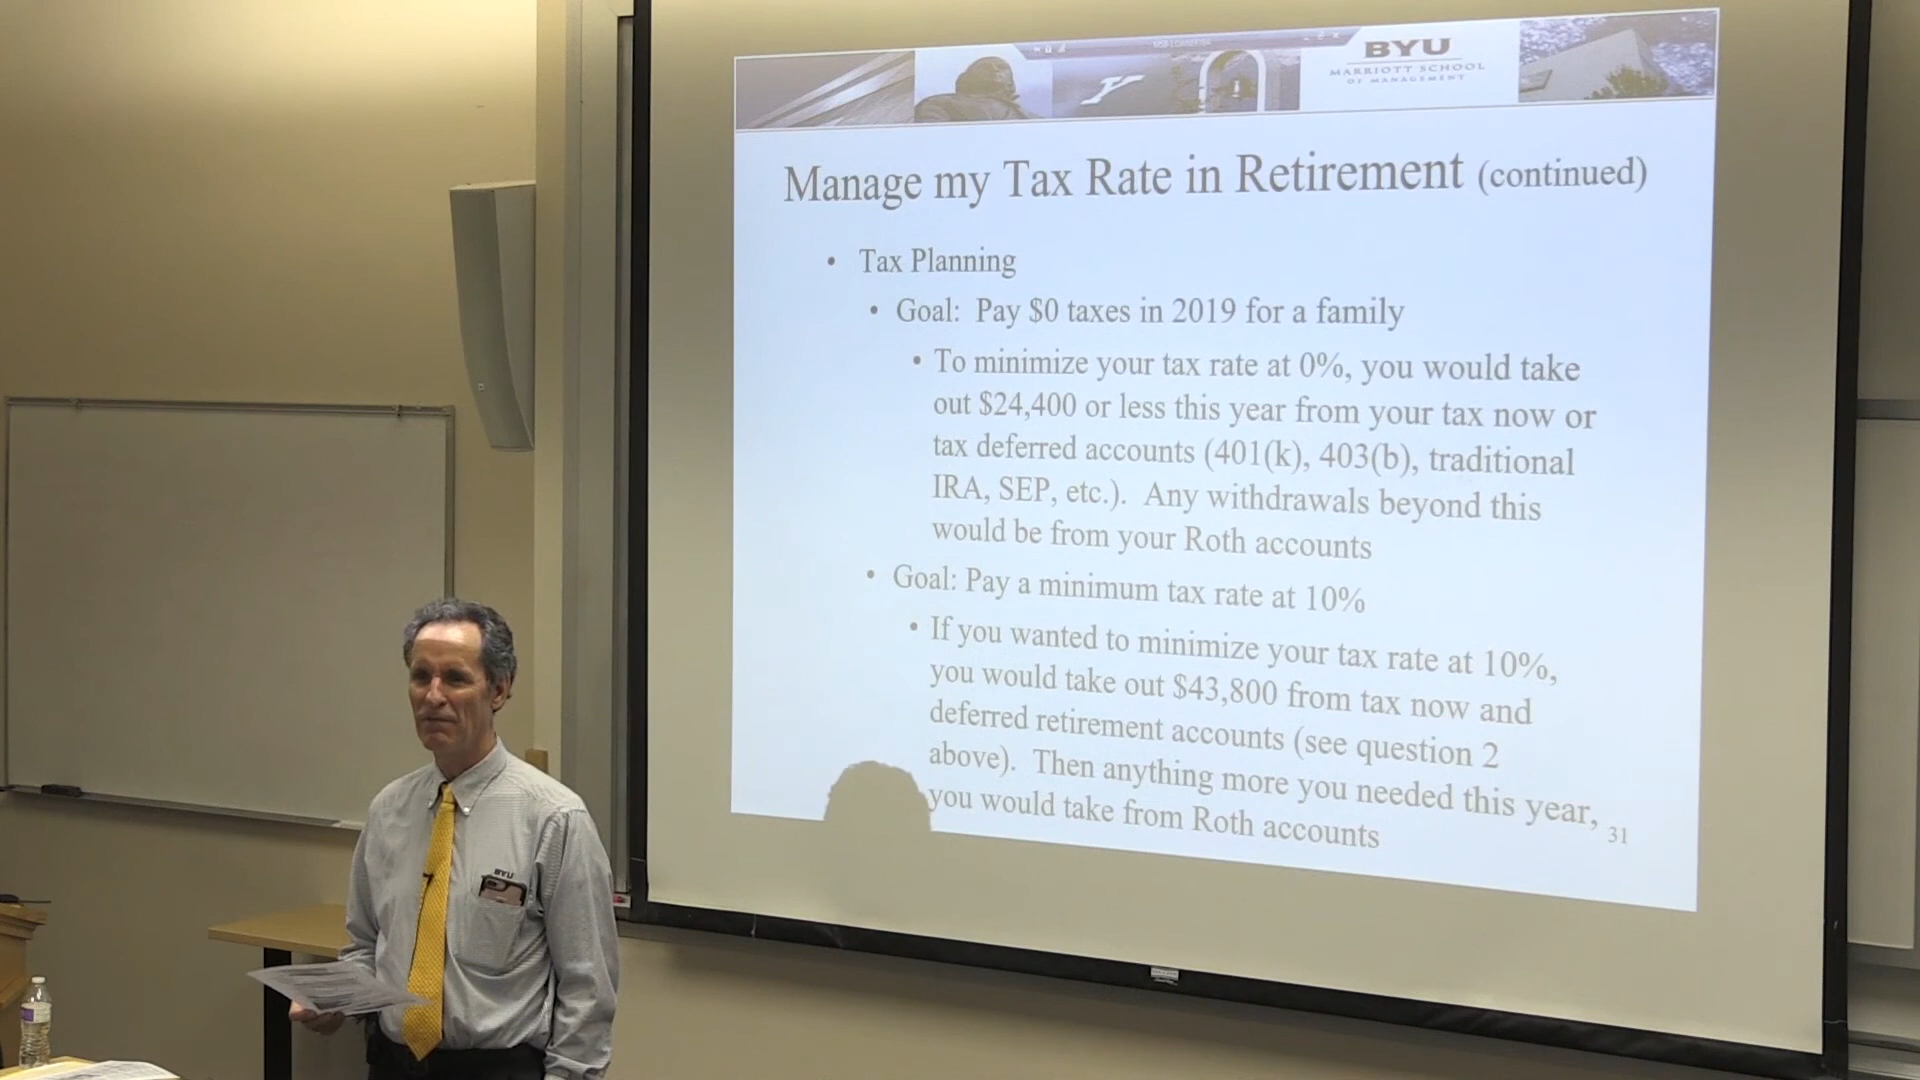 BYU
MARRIOTT SCHOOL
OF MANAGEMENT
Manage my Tax Rate in Retirement (continued)
• Tax Planning
• Goal: Pay $0 taxes in 2019 for a family
• To minimize your tax rate at 0%, you would take
out $24,400 or less this year from your tax now or
tax deferred accounts (401(k), 403(b), traditional
IRA, SEP, etc.). Any withdrawals beyond this
would be from your Roth accounts
• Goal: Pay a minimum tax rate at 10%
• If you wanted to minimize your tax rate at 10%,
you would take out $43,800 from tax now and
deferred retirement accounts (see question 2
above). Then anything more you needed this year,
you would take from Roth accounts
31
BYU